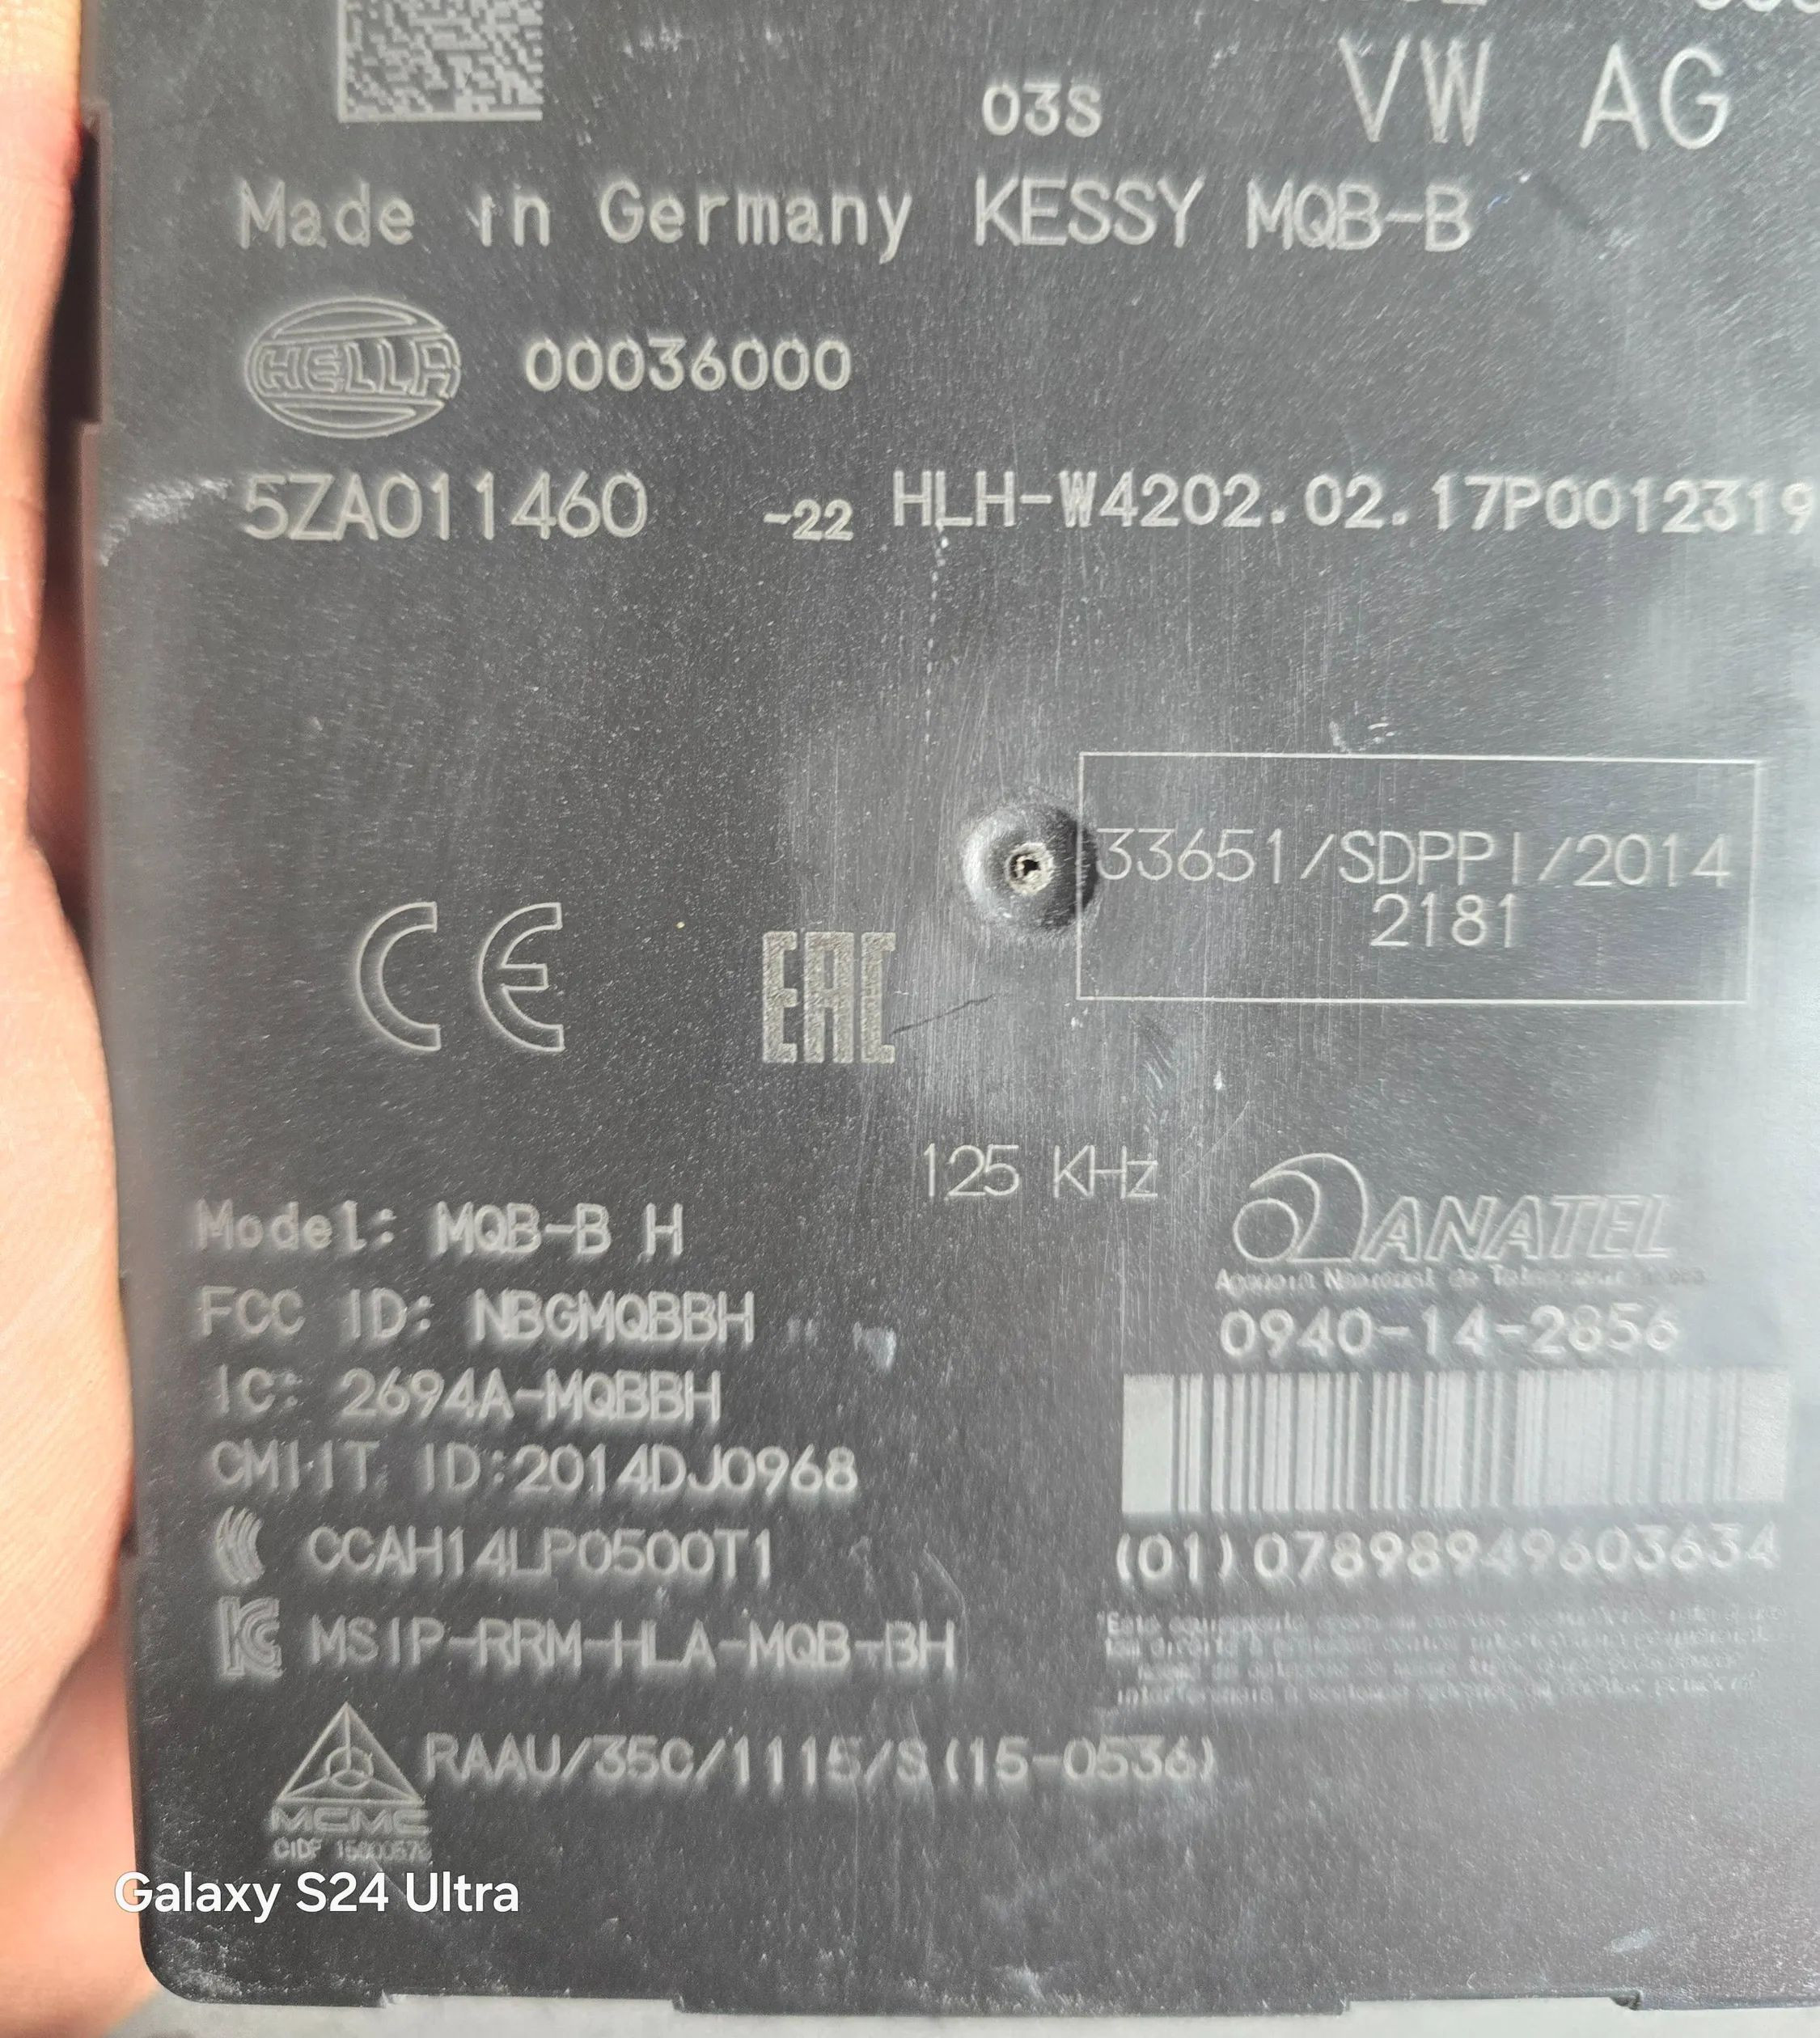 03S
VW AG
Made in Germany KESSY MQB-B
HELLA 00036000
5ZA011460 -22 HLH-W4202.02.17P0012319
33651/SDPPI/2014
2181
CE EAC
125 KHz
Model: MQB-B H
FCC ID: NBGMQBBH
IC: 2694A-MQBBH
CMIIT ID:2014DJ0968
CCAH14LP0500T1
KC MSIP-RRM-HLA-MQB-BH
RAAU/35C/1115/S(15-0536)
MCMC
CIDF
ANATEL
0940-14-2856
(01)07898949603634
Galaxy S24 Ultra